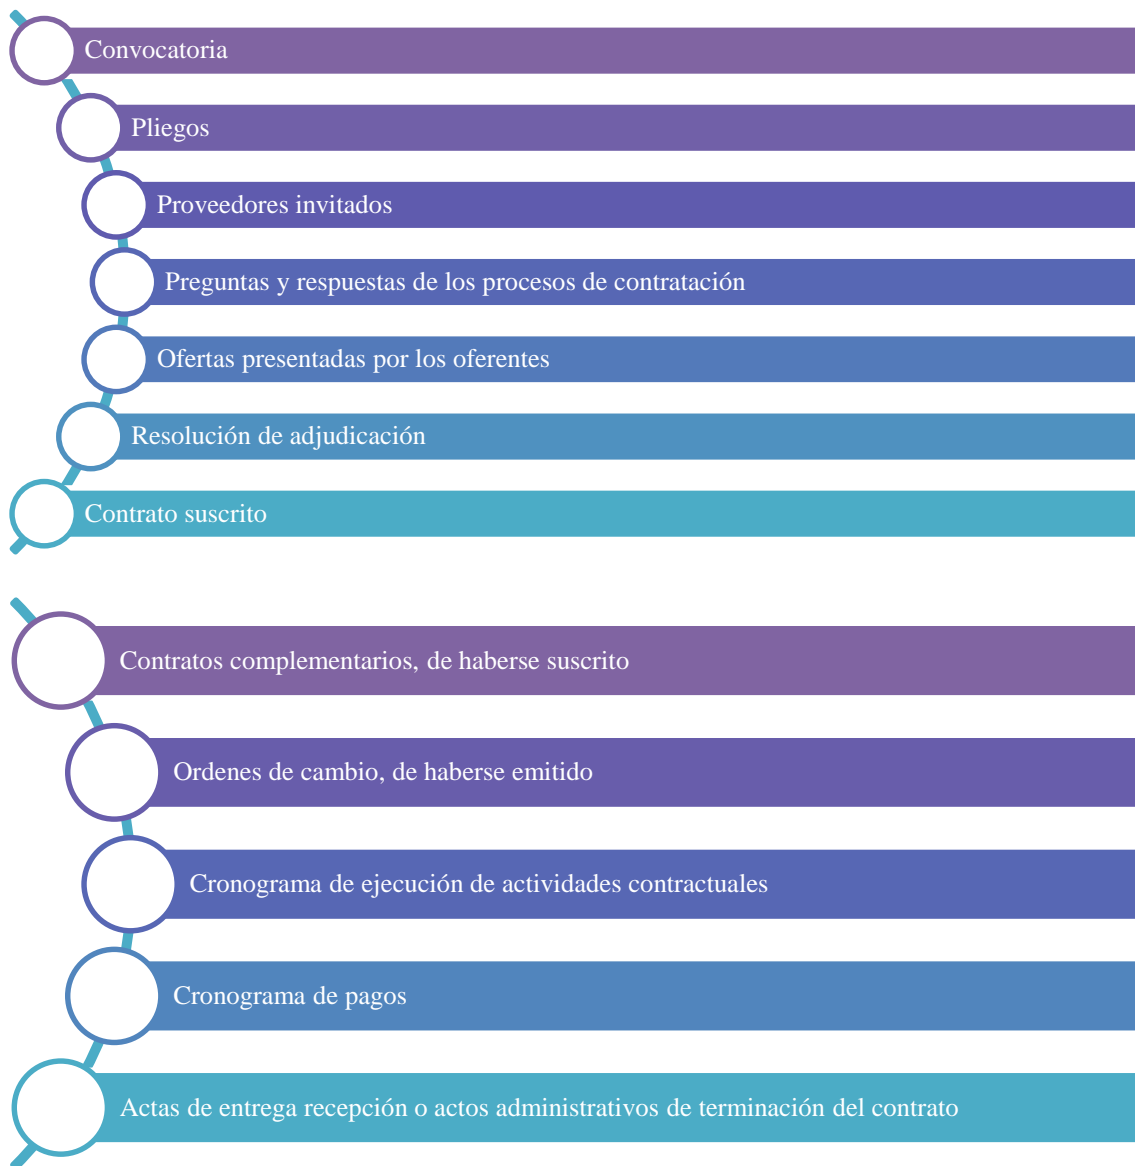 Convocatoria
Pliegos
Proveedores invitados
Preguntas y respuestas de los procesos de contratación
Ofertas presentadas por los oferentes
Resolución de adjudicación
Contrato suscrito
Contratos complementarios, de haberse suscrito
Ordenes de cambio, de haberse emitido
Cronograma de ejecución de actividades contractuales
Cronograma de pagos
Actas de entrega recepción o actos administrativos de terminación del contrato